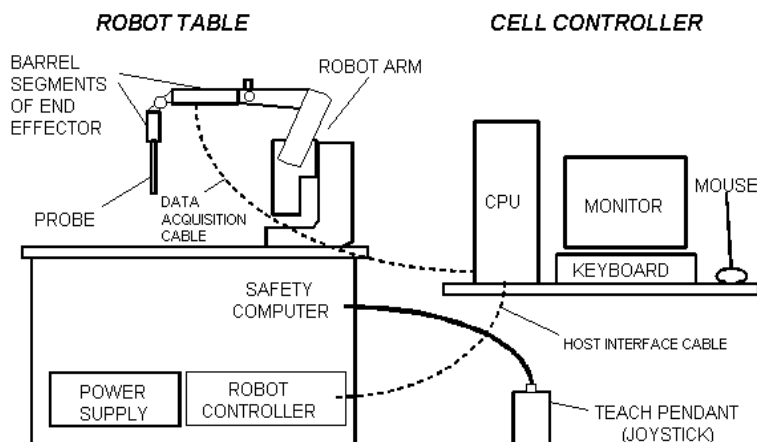 ROBOT TABLE
CELL CONTROLLER
BARREL
SEGMENTS
OF END
EFFECTOR
ROBOT ARM
PROBE
DATA
ACQUISITION
CABLE
CPU
MONITOR
MOUSE
KEYBOARD
SAFETY
COMPUTER
HOST INTERFACE CABLE
POWER
SUPPLY
ROBOT
CONTROLLER
TEACH PENDANT
(JOYSTICK)